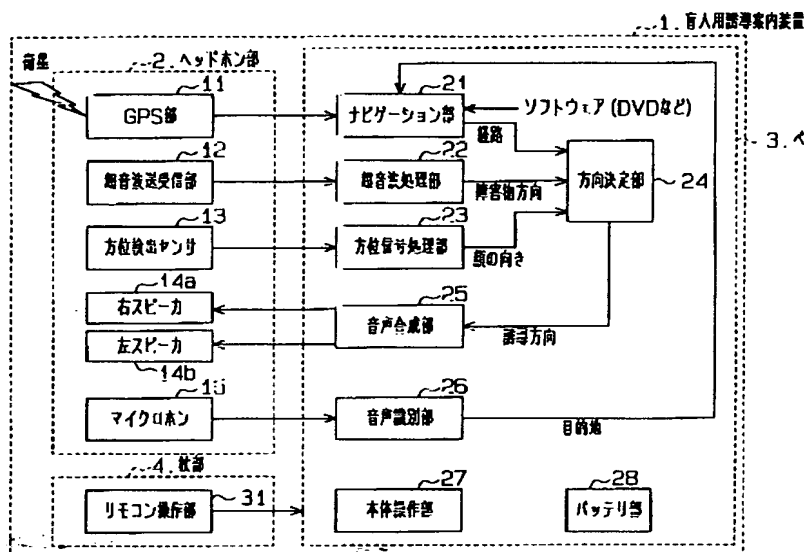 1. 盲人用誘導案内装置
衛星
2. ヘッドホン部
11
GPS部
21
ナビゲーション部
ソフトウェア(DVDなど)
経路
3. ベ
12
超音波送受信部
22
超音波処理部
障害物方向
方向決定部
24
13
方位検出センサ
23
方位信号処理部
顔の向き
14a
右スピーカ
25
音声合成部
誘導方向
左スピーカ
14b
15
マイクロホン
26
音声識別部
目的地
4. 杖部
リモコン操作部
31
27
本体操作部
28
バッテリ部